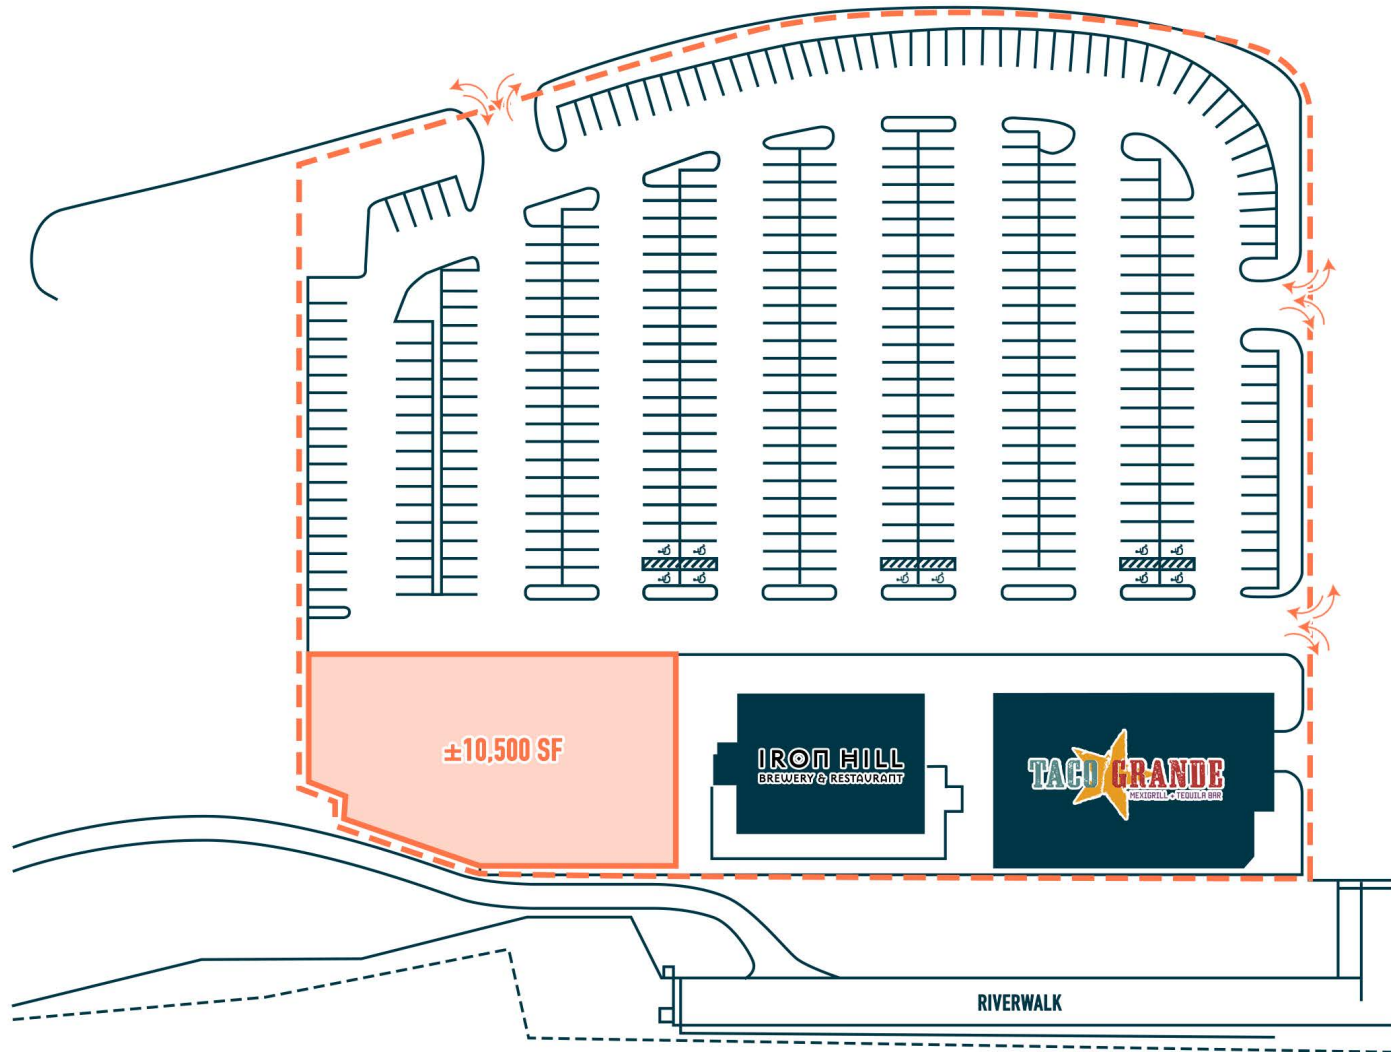 ±10,500 SF
IRON HILL
BREWERY & RESTAURANT
TACO GRANDE
MEXIGRILL + TEQUILA BAR
RIVERWALK